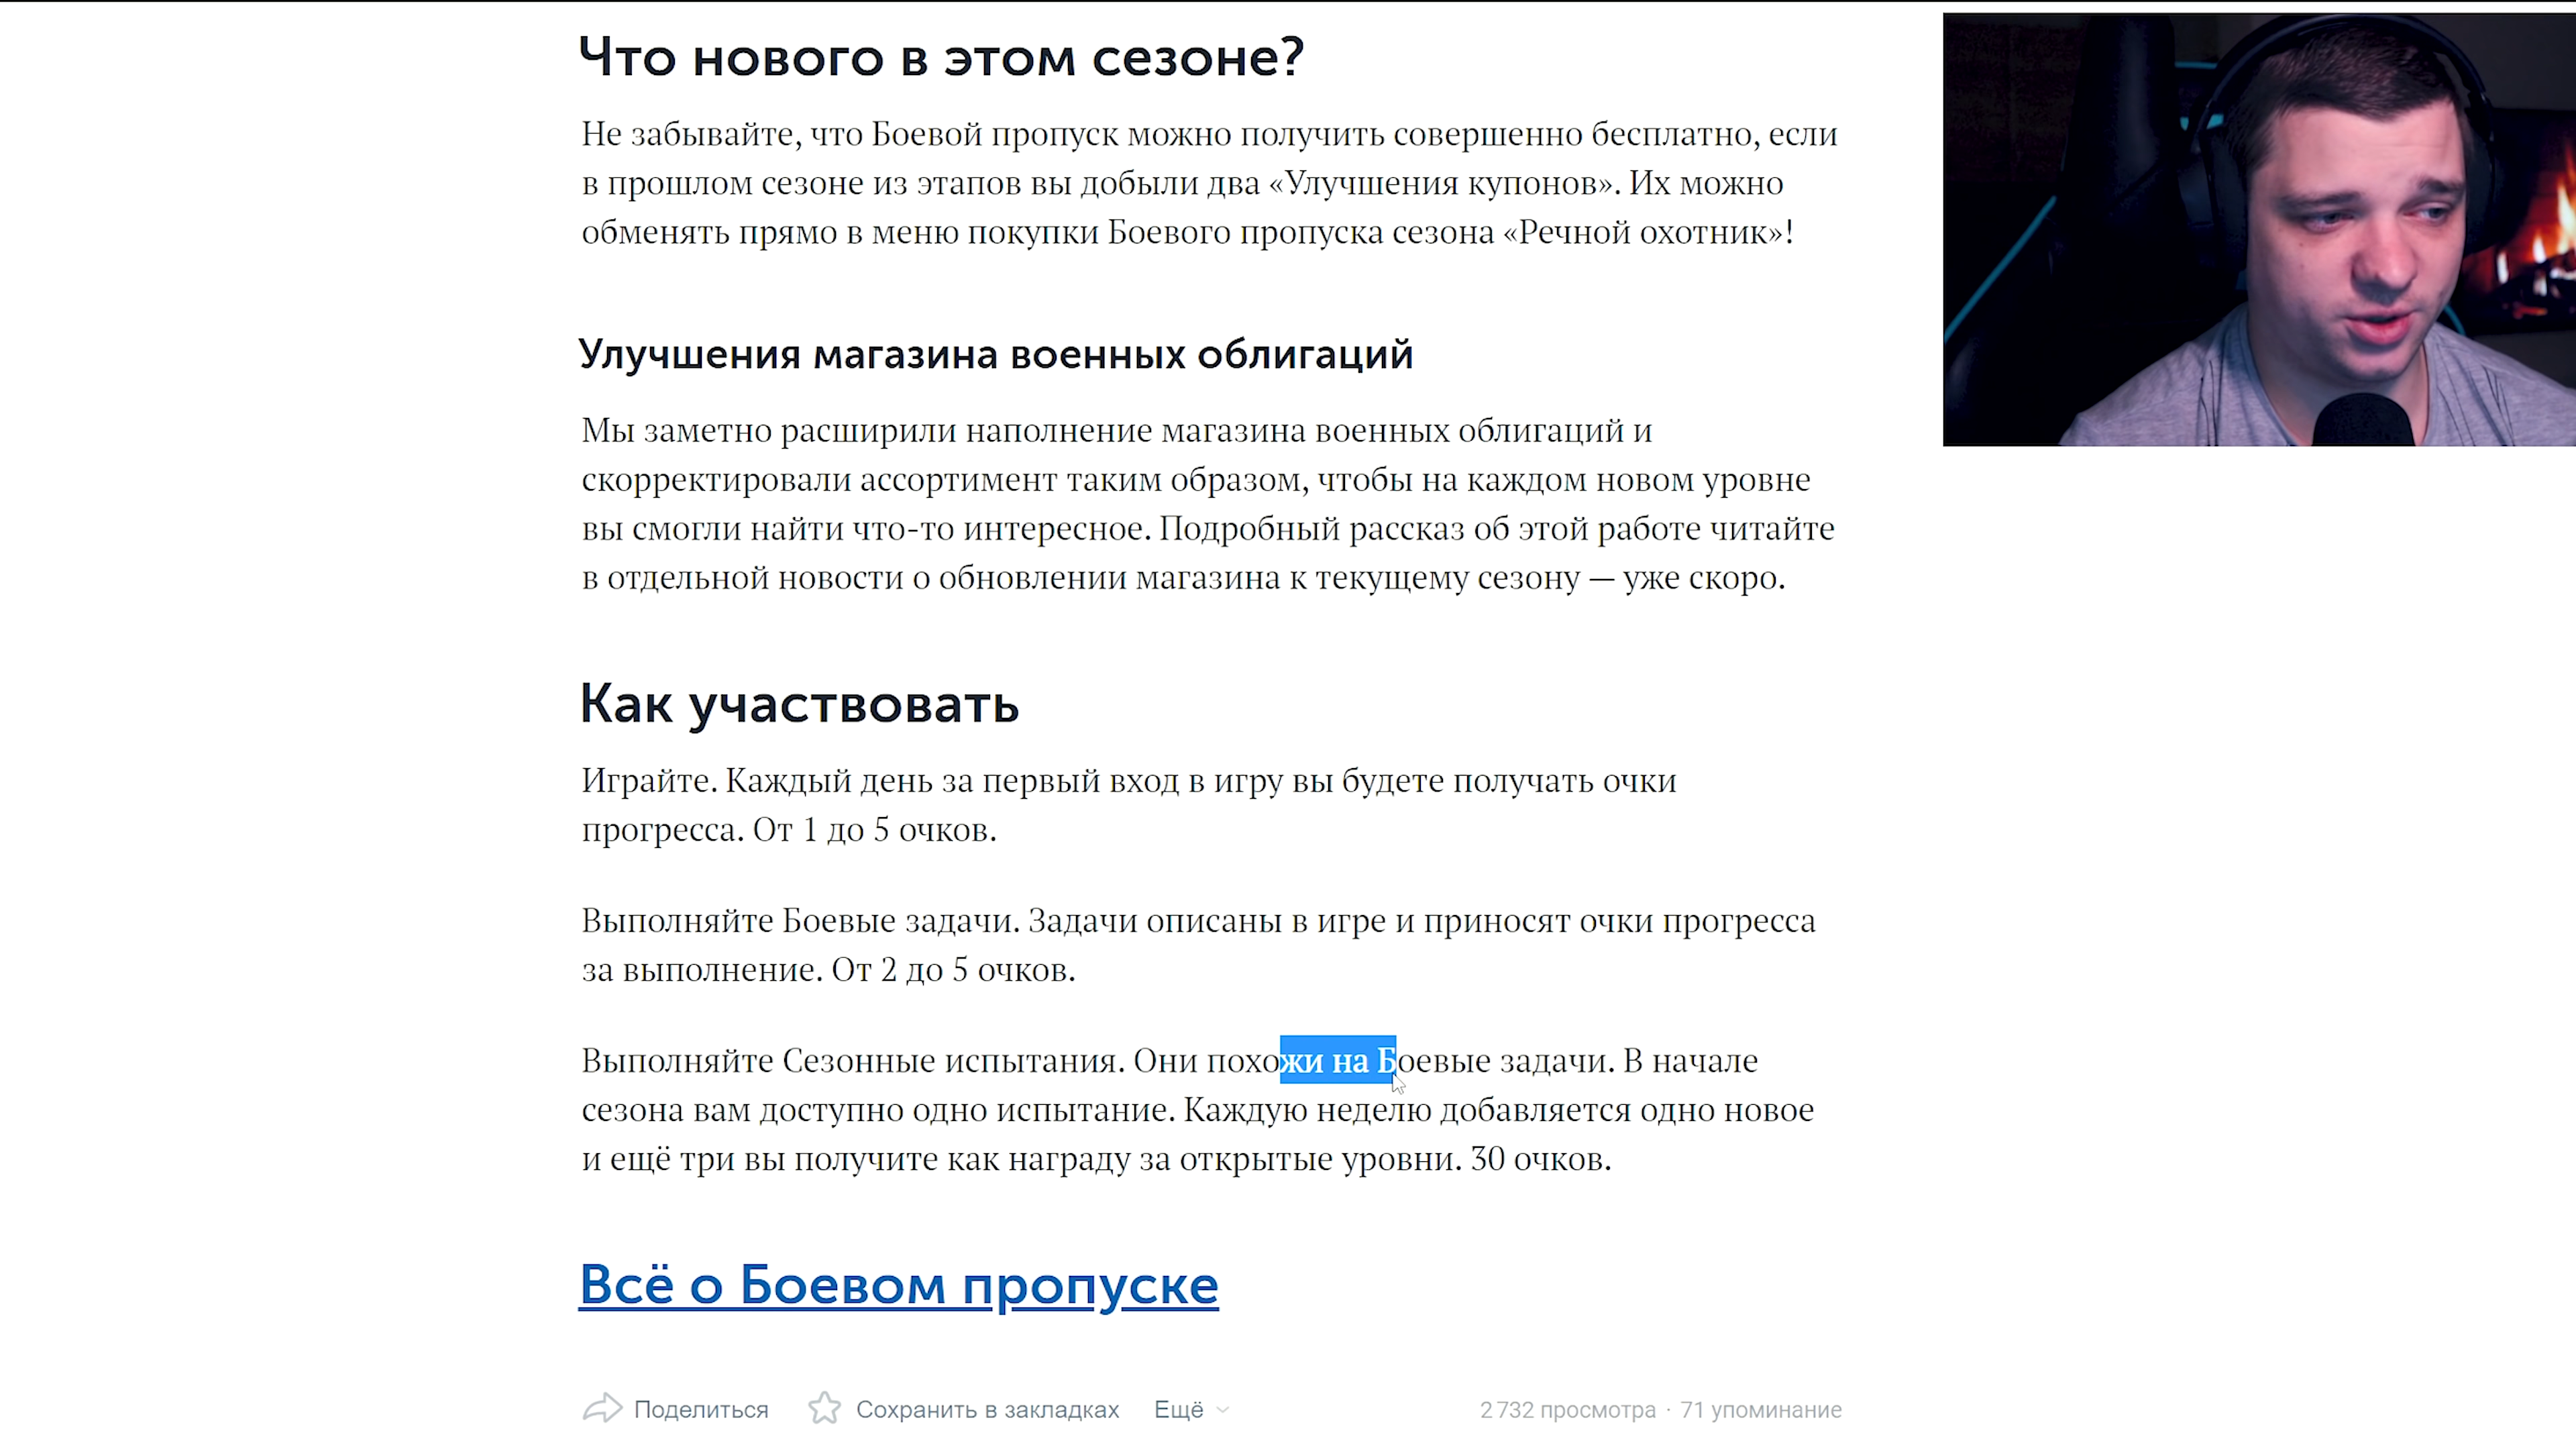 Что нового в этом сезоне?
Не забывайте, что Боевой пропуск можно получить совершенно бесплатно, если
в прошлом сезоне из этапов вы добыли два «Улучшения купонов». Их можно
обменять прямо в меню покупки Боевого пропуска сезона «Речной охотник»!
Улучшения магазина военных облигаций
Мы заметно расширили наполнение магазина военных облигаций и
скорректировали ассортимент таким образом, чтобы на каждом новом уровне
вы смогли найти что-то интересное. Подробный рассказ об этой работе читайте
в отдельной новости о обновлении магазина к текущему сезону — уже скоро.
Как участвовать
Играйте. Каждый день за первый вход в игру вы будете получать очки
прогресса. От 1 до 5 очков.
Выполняйте Боевые задачи. Задачи описаны в игре и приносят очки прогресса
за выполнение. От 2 до 5 очков.
Выполняйте Сезонные испытания. Они похожи на Боевые задачи. В начале
сезона вам доступно одно испытание. Каждую неделю добавляется одно новое
и ещё три вы получите как награду за открытые уровни. 30 очков.
Всё о Боевом пропуске
Поделиться Сохранить в закладках Ещё 2 732 просмотра · 71 упоминание